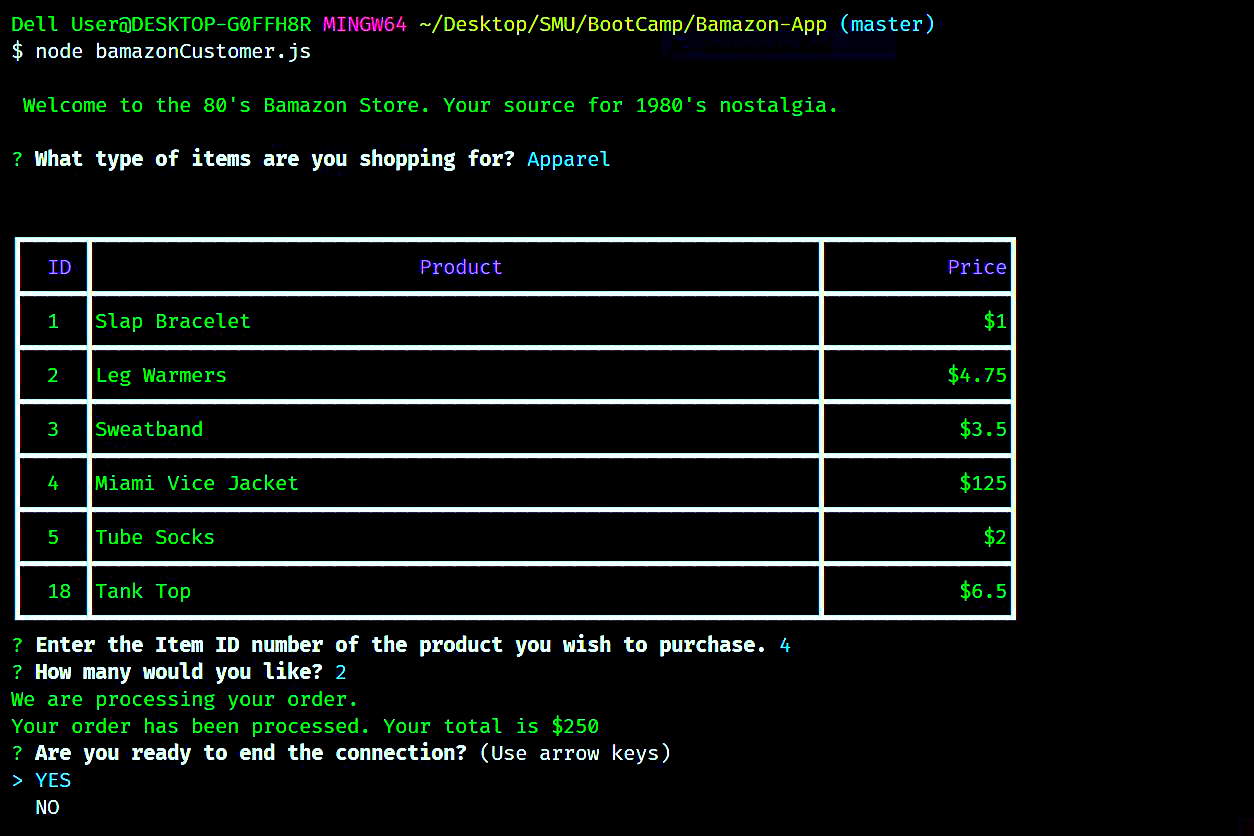 Dell User@DESKTOP-G0FFH8R MINGW64 ~/Desktop/SMU/BootCamp/Bamazon-App (master)
$ node bamazonCustomer.js
Welcome to the 80's Bamazon Store. Your source for 1980's nostalgia.
? What type of items are you shopping for? Apparel
ID Product Price
1 Slap Bracelet $1
2 Leg Warmers $4.75
3 Sweatband $3.5
4 Miami Vice Jacket $125
5 Tube Socks $2
18 Tank Top $6.5
? Enter the Item ID number of the product you wish to purchase. 4
? How many would you like? 2
We are processing your order.
Your order has been processed. Your total is $250
? Are you ready to end the connection? (Use arrow keys)
> YES
NO